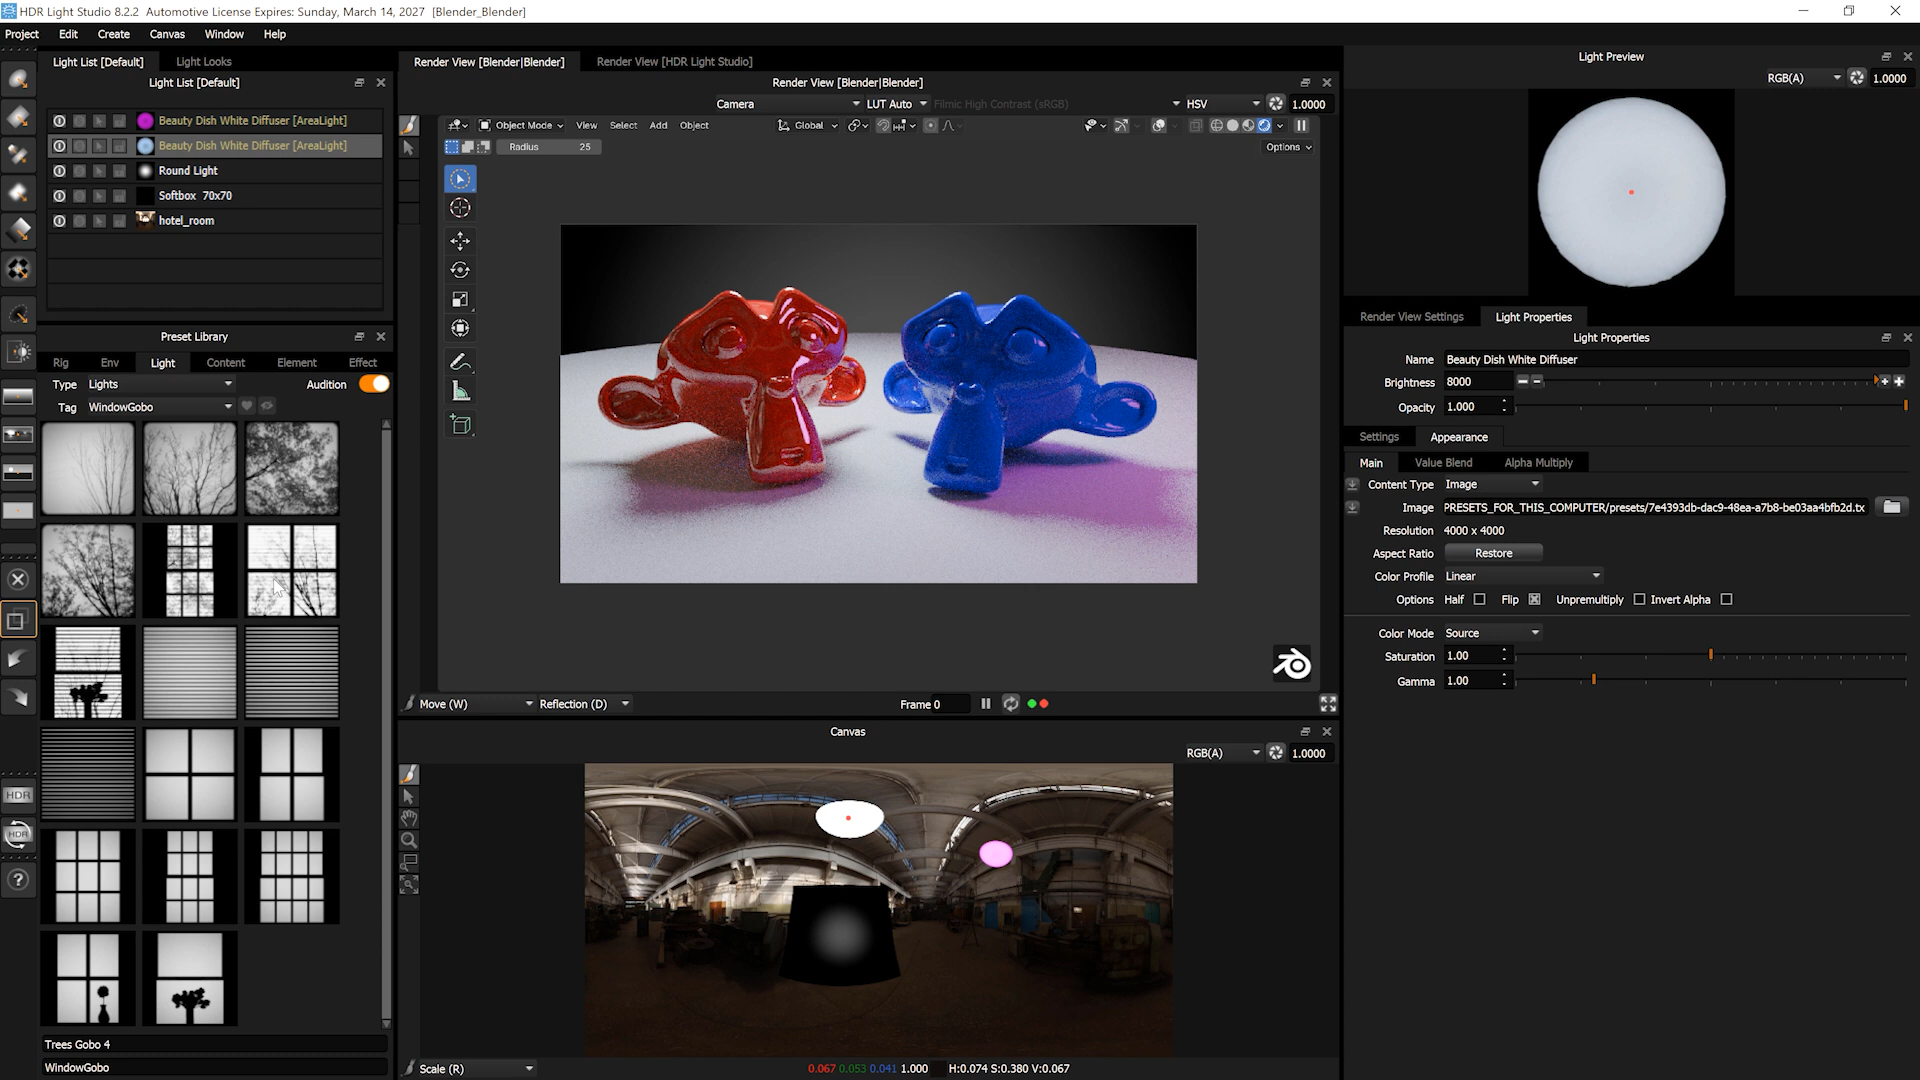 HDR Light Studio 8.2.2  Automotive License Expires: Sunday, March 14, 2027  [Blender_Blender]
Project Edit Create Canvas Window Help
Light List [Default] Light Looks
Light List [Default]
Beauty Dish White Diffuser [AreaLight]
Beauty Dish White Diffuser [AreaLight]
Round Light
Softbox  70x70
hotel_room
Preset Library
Rig Env Light Content Element Effect
Type Lights Audition
Tag WindowGobo
Trees Gobo 4
WindowGobo
HDR
HDR
?
Render View [Blender|Blender] Render View [HDR Light Studio]
Render View [Blender|Blender]
Camera LUT Auto Filmic High Contrast (sRGB) HSV 1.0000
Object Mode View Select Add Object Global
Radius 25 Options
Move (W) Reflection (D) Frame 0
Canvas
RGB(A) 1.0000
Scale (R) 0.067 0.053 0.041 1.000 H:0.074 S:0.380 V:0.067
Light Preview
RGB(A) 1.0000
Render View Settings Light Properties
Light Properties
Name Beauty Dish White Diffuser
Brightness 8000
Opacity 1.000
Settings Appearance
Main Value Blend Alpha Multiply
Content Type Image
Image PRESETS_FOR_THIS_COMPUTER/presets/7e4393db-dac9-48ea-a7b8-be03aa4bfb2d.tx
Resolution 4000 x 4000
Aspect Ratio Restore
Color Profile Linear
Options Half Flip Unpremultiply Invert Alpha
Color Mode Source
Saturation 1.00
Gamma 1.00